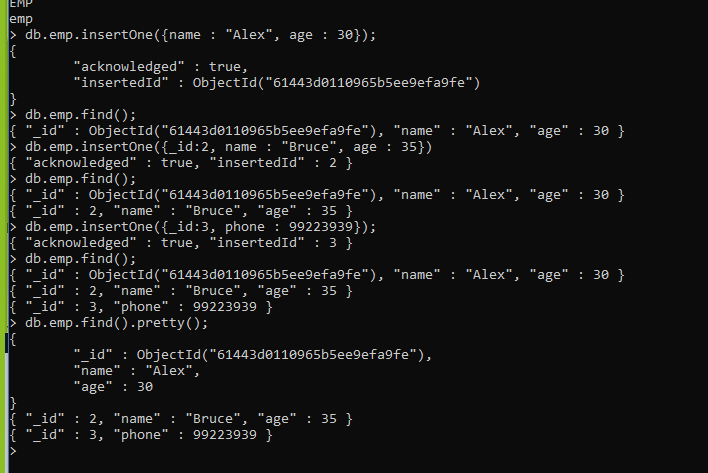 EMP
emp
> db.emp.insertOne({name : "Alex", age : 30});
{
        "acknowledged" : true,
        "insertedId" : ObjectId("61443d0110965b5ee9efa9fe")
}
> db.emp.find();
{ "_id" : ObjectId("61443d0110965b5ee9efa9fe"), "name" : "Alex", "age" : 30 }
> db.emp.insertOne({_id:2, name : "Bruce", age : 35})
{ "acknowledged" : true, "insertedId" : 2 }
> db.emp.find();
{ "_id" : ObjectId("61443d0110965b5ee9efa9fe"), "name" : "Alex", "age" : 30 }
{ "_id" : 2, "name" : "Bruce", "age" : 35 }
> db.emp.insertOne({_id:3, phone : 99223939});
{ "acknowledged" : true, "insertedId" : 3 }
> db.emp.find();
{ "_id" : ObjectId("61443d0110965b5ee9efa9fe"), "name" : "Alex", "age" : 30 }
{ "_id" : 2, "name" : "Bruce", "age" : 35 }
{ "_id" : 3, "phone" : 99223939 }
> db.emp.find().pretty();
{
        "_id" : ObjectId("61443d0110965b5ee9efa9fe"),
        "name" : "Alex",
        "age" : 30
}
{ "_id" : 2, "name" : "Bruce", "age" : 35 }
{ "_id" : 3, "phone" : 99223939 }
>